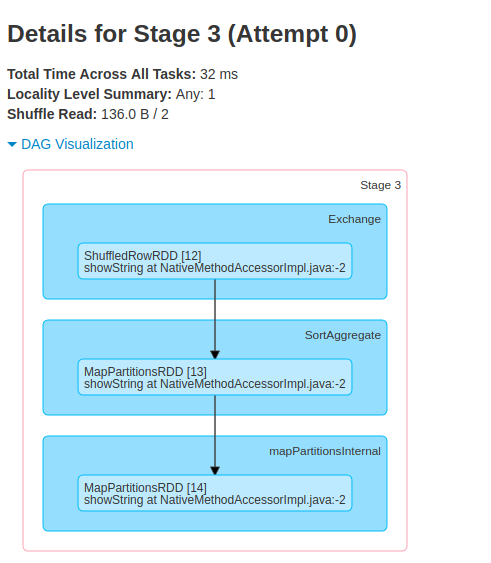 Details for Stage 3 (Attempt 0)
Total Time Across All Tasks: 32 ms
Locality Level Summary: Any: 1
Shuffle Read: 136.0 B / 2
DAG Visualization
Stage 3
Exchange
ShuffledRowRDD [12]
showString at NativeMethodAccessorImpl.java:-2
SortAggregate
MapPartitionsRDD [13]
showString at NativeMethodAccessorImpl.java:-2
mapPartitionsInternal
MapPartitionsRDD [14]
showString at NativeMethodAccessorImpl.java:-2